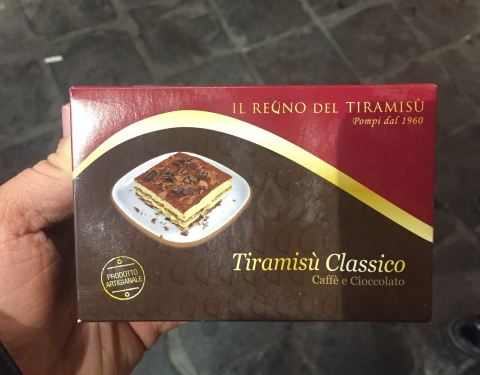 IL REGNO DEL TIRAMISÙ
Pompi dal 1960
Tiramisù Classico
Caffè e Cioccolato
PRODOTTO
ARTIGIANALE